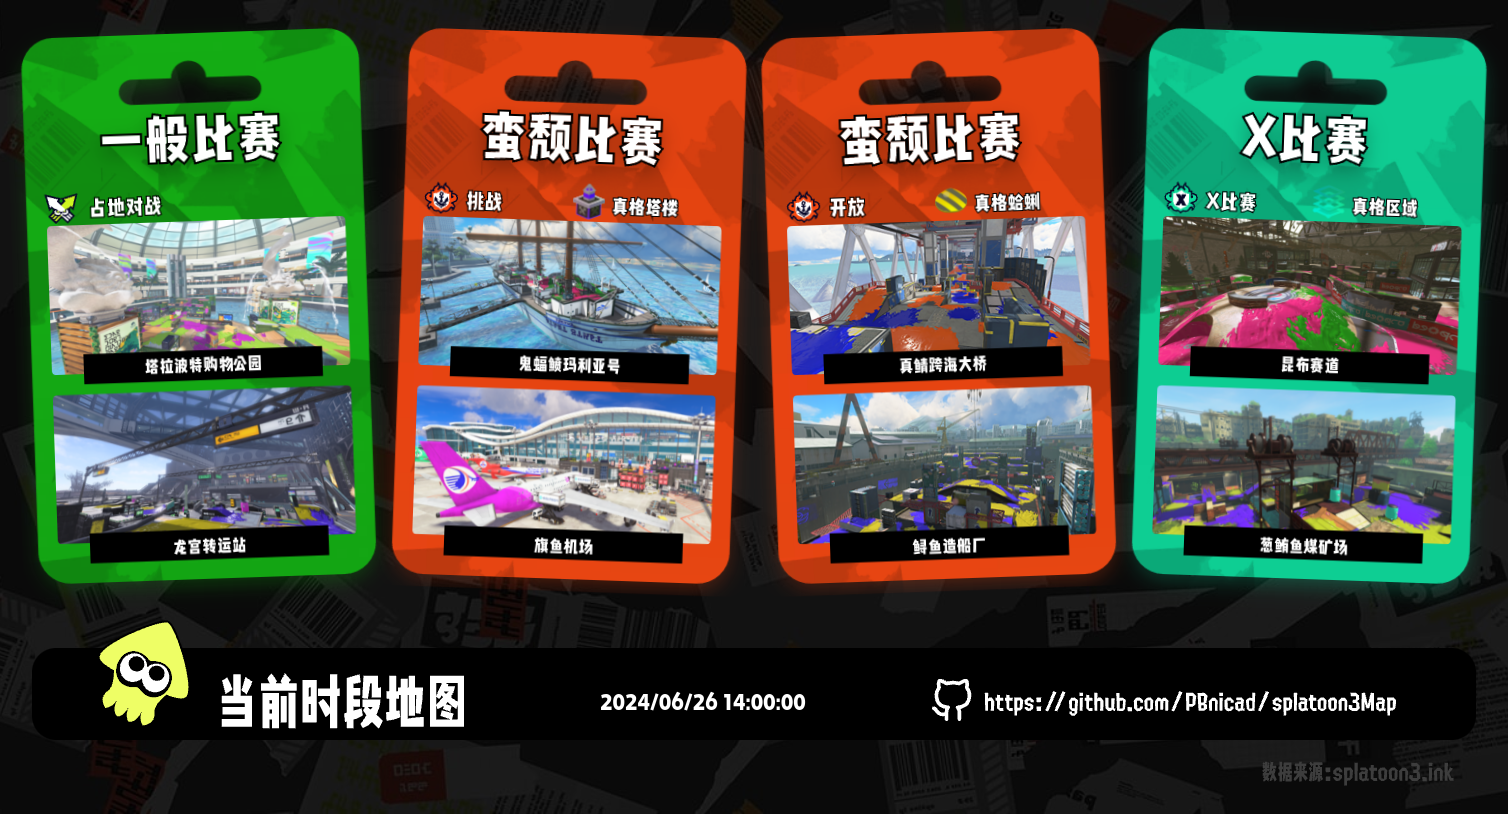 一般比赛
占地对战
塔拉波特购物公园
龙宫转运站
蛮颓比赛
挑战
真格塔楼
鬼蝠鲼玛利亚号
旗鱼机场
蛮颓比赛
开放
真格蛤蜊
真鲷跨海大桥
鲟鱼造船厂
X比赛
X比赛
真格区域
昆布赛道
葱鲔鱼煤矿场
当前时段地图
2024/06/26 14:00:00
https://github.com/PBnicad/splatoon3Map
数据来源:splatoon3.ink